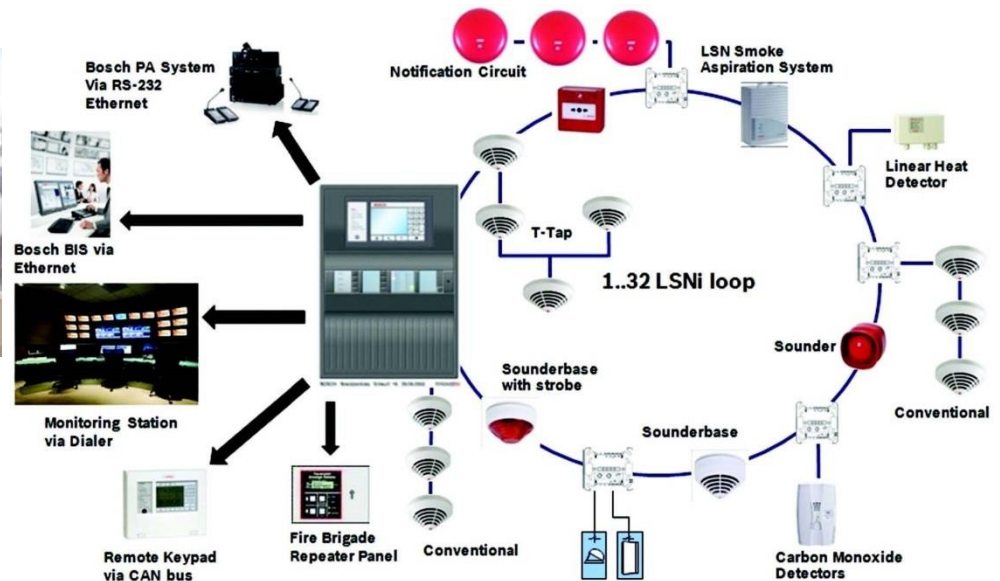 Bosch PA System
Via RS-232
Ethernet
Notification Circuit
LSN Smoke
Aspiration System
Linear Heat
Detector
Bosch BIS via
Ethernet
T-Tap
1..32 LSNi loop
Sounder
Sounderbase
with strobe
Conventional
Monitoring Station
via Dialer
Sounderbase
Fire Brigade
Repeater Panel
Conventional
Remote Keypad
via CAN bus
Carbon Monoxide
Detectors